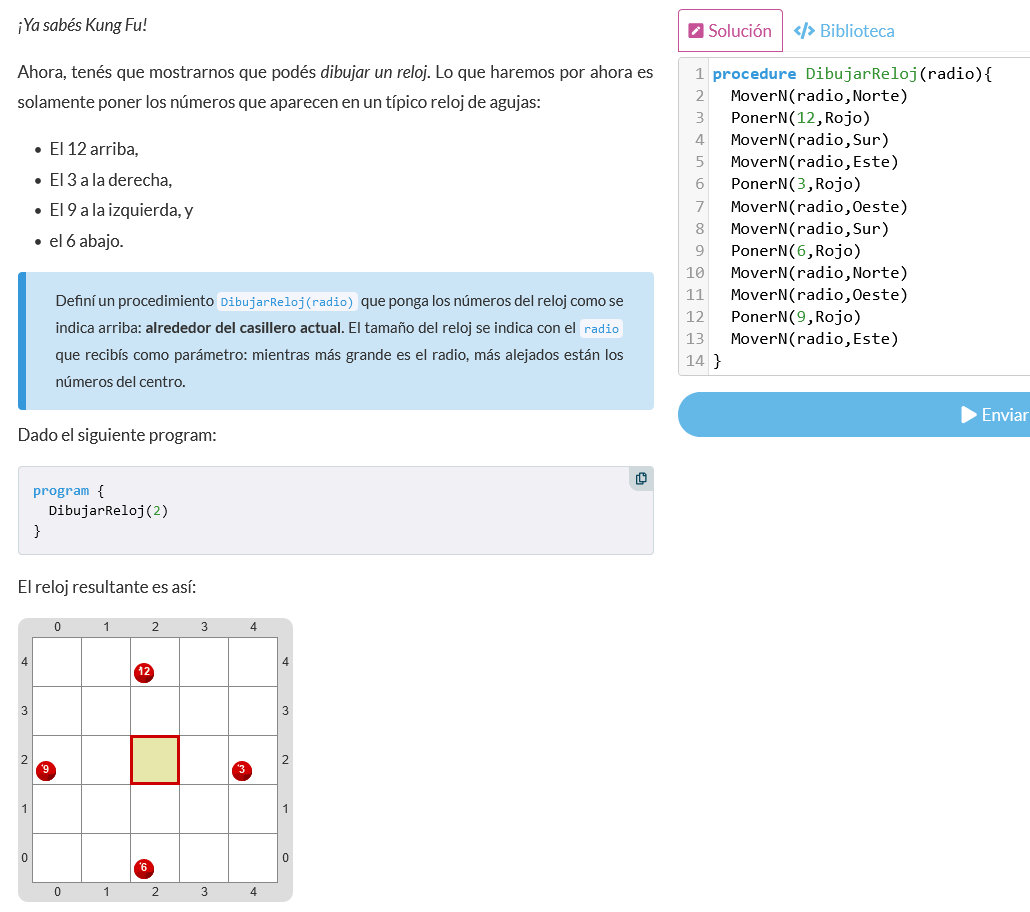 ¡Ya sabés Kung Fu!
Ahora, tenés que mostrarnos que podés dibujar un reloj. Lo que haremos por ahora es
solamente poner los números que aparecen en un típico reloj de agujas:
• El 12 arriba,
• El 3 a la derecha,
• El 9 a la izquierda, y
• el 6 abajo.
Definí un procedimiento DibujarReloj(radio) que ponga los números del reloj como se
indica arriba: alrededor del casillero actual. El tamaño del reloj se indica con el radio
que recibís como parámetro: mientras más grande es el radio, más alejados están los
números del centro.
Dado el siguiente program:
program {
  DibujarReloj(2)
}
El reloj resultante es así:
0 1 2 3 4
4 12 4
3 3
2 9 3 2
1 1
0 6 0
0 1 2 3 4
Solución </> Biblioteca
1 procedure DibujarReloj(radio){
2   MoverN(radio,Norte)
3   PonerN(12,Rojo)
4   MoverN(radio,Sur)
5   MoverN(radio,Este)
6   PonerN(3,Rojo)
7   MoverN(radio,Oeste)
8   MoverN(radio,Sur)
9   PonerN(6,Rojo)
10   MoverN(radio,Norte)
11   MoverN(radio,Oeste)
12   PonerN(9,Rojo)
13   MoverN(radio,Este)
14 }
Enviar